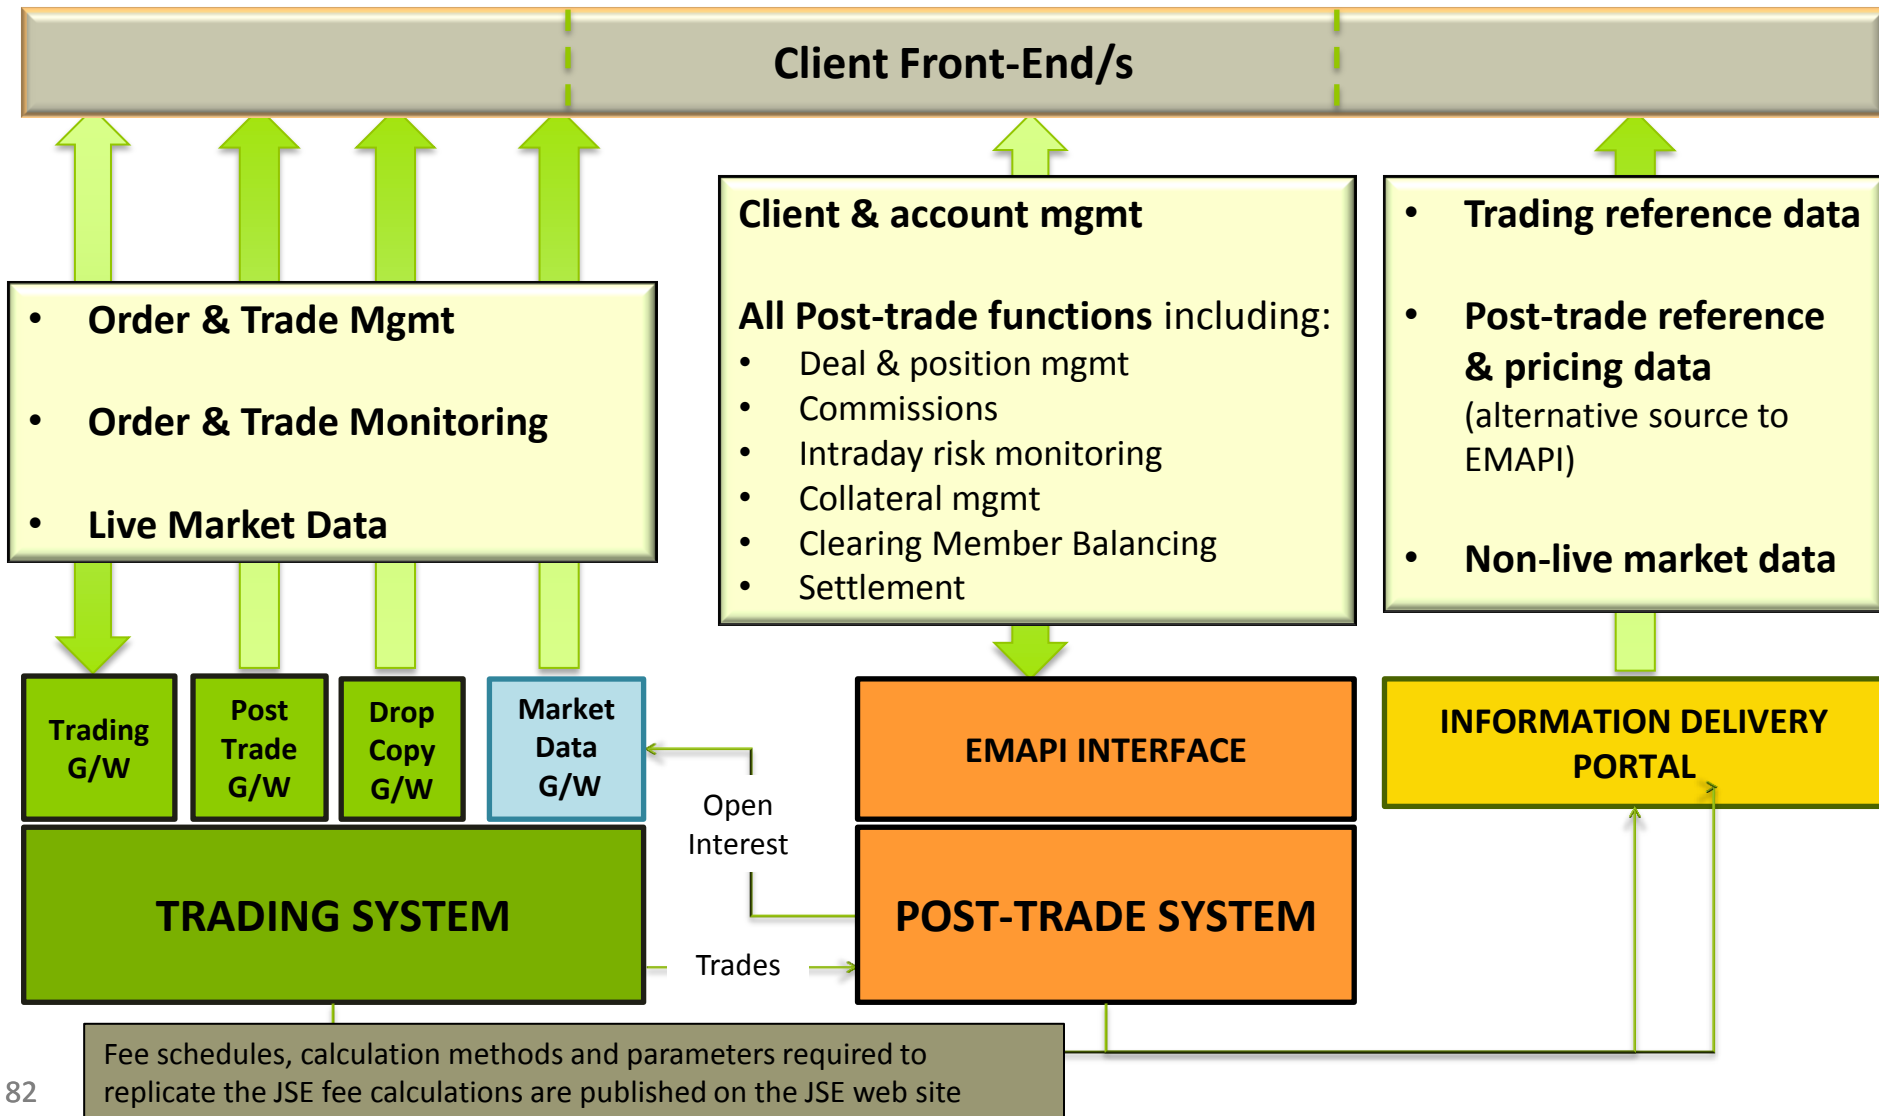 Client Front-End/s
• Order & Trade Mgmt
• Order & Trade Monitoring
• Live Market Data
Client & account mgmt
All Post-trade functions including:
• Deal & position mgmt
• Commissions
• Intraday risk monitoring
• Collateral mgmt
• Clearing Member Balancing
• Settlement
• Trading reference data
• Post-trade reference
& pricing data
(alternative source to
EMAPI)
• Non-live market data
Trading
G/W
Post
Trade
G/W
Drop
Copy
G/W
Market
Data
G/W
Open
Interest
EMAPI INTERFACE
INFORMATION DELIVERY
PORTAL
TRADING SYSTEM
Trades
POST-TRADE SYSTEM
Fee schedules, calculation methods and parameters required to
replicate the JSE fee calculations are published on the JSE web site
82